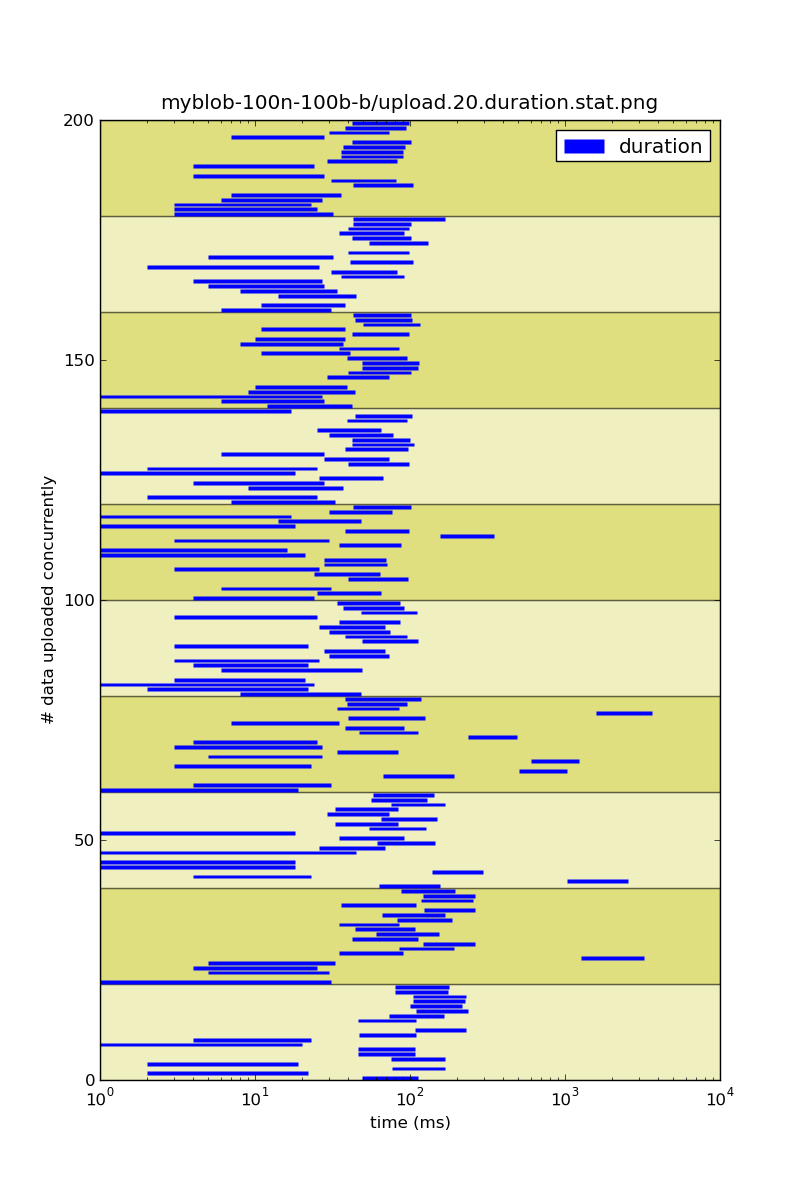 myblob-100n-100b-b/upload.20.duration.stat.png
duration
200
150
100
50
0
# data uploaded concurrently
10^0 10^1 10^2 10^3 10^4
time (ms)